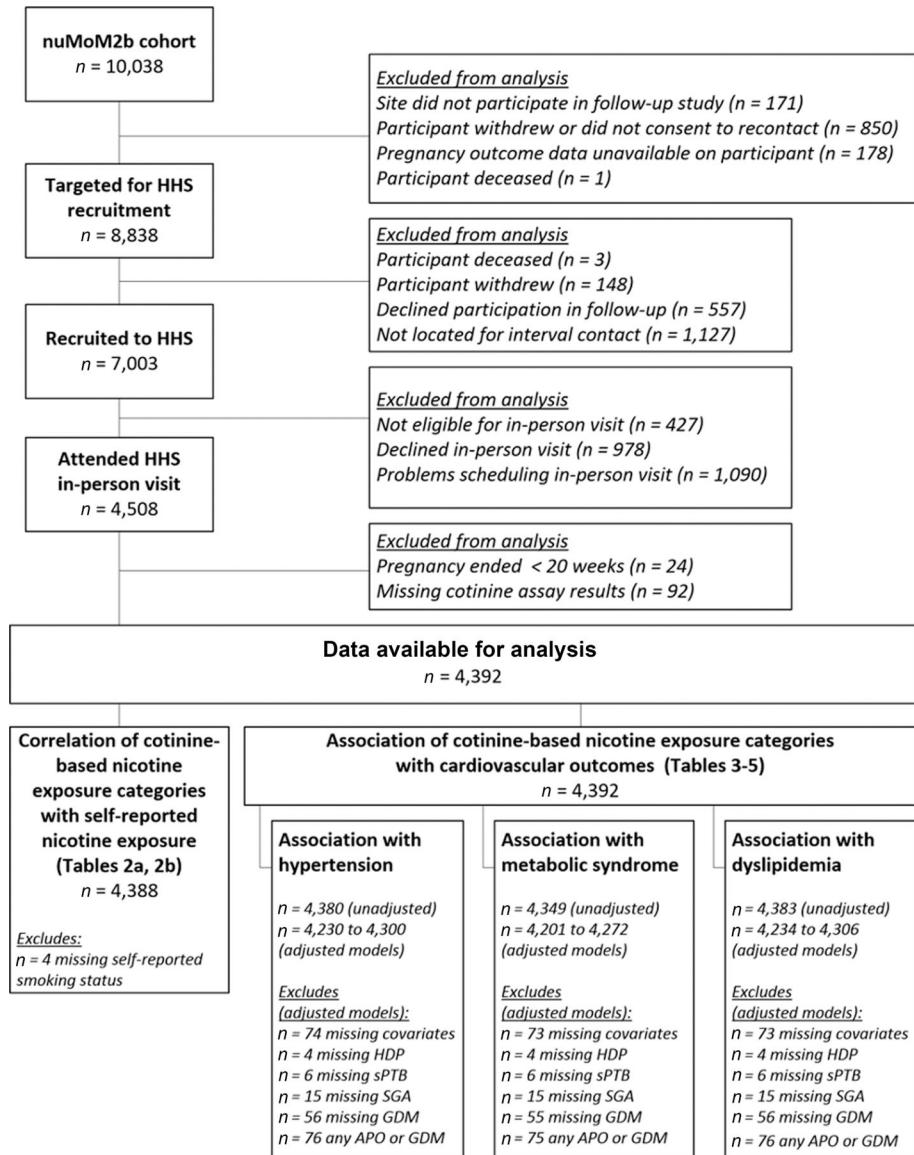 nuMoM2b cohort
n = 10,038
Excluded from analysis
Site did not participate in follow-up study (n = 171)
Participant withdrew or did not consent to recontact (n = 850)
Pregnancy outcome data unavailable on participant (n = 178)
Participant deceased (n = 1)
Targeted for HHS
recruitment
n = 8,838
Excluded from analysis
Participant deceased (n = 3)
Participant withdrew (n = 148)
Declined participation in follow-up (n = 557)
Not located for interval contact (n = 1,127)
Recruited to HHS
n = 7,003
Excluded from analysis
Not eligible for in-person visit (n = 427)
Declined in-person visit (n = 978)
Problems scheduling in-person visit (n = 1,090)
Attended HHS
in-person visit
n = 4,508
Excluded from analysis
Pregnancy ended < 20 weeks (n = 24)
Missing cotinine assay results (n = 92)
Data available for analysis
n = 4,392
Correlation of cotinine-
based nicotine
exposure categories
with self-reported
nicotine exposure
(Tables 2a, 2b)
n = 4,388
Excludes:
n = 4 missing self-reported
smoking status
Association of cotinine-based nicotine exposure categories
with cardiovascular outcomes (Tables 3-5)
n = 4,392
Association with
hypertension
n = 4,380 (unadjusted)
n = 4,230 to 4,300
(adjusted models)
Excludes
(adjusted models):
n = 74 missing covariates
n = 4 missing HDP
n = 6 missing sPTB
n = 15 missing SGA
n = 56 missing GDM
n = 76 any APO or GDM
Association with
metabolic syndrome
n = 4,349 (unadjusted)
n = 4,201 to 4,272
(adjusted models)
Excludes
(adjusted models):
n = 73 missing covariates
n = 4 missing HDP
n = 6 missing sPTB
n = 15 missing SGA
n = 55 missing GDM
n = 75 any APO or GDM
Association with
dyslipidemia
n = 4,383 (unadjusted)
n = 4,234 to 4,306
(adjusted models)
Excludes
(adjusted models):
n = 73 missing covariates
n = 4 missing HDP
n = 6 missing sPTB
n = 15 missing SGA
n = 56 missing GDM
n = 76 any APO or GDM